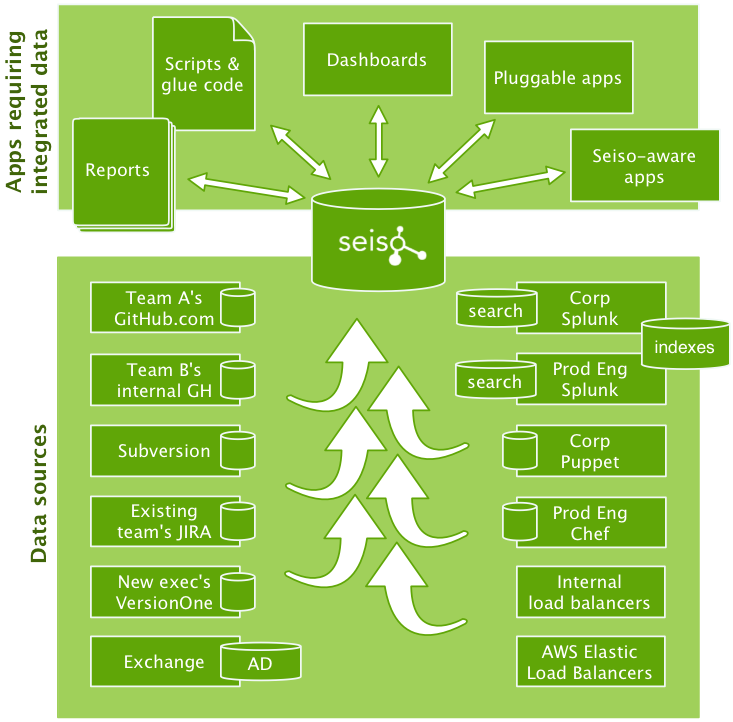 Apps requiring
integrated data
Scripts &
glue code
Dashboards
Pluggable apps
Reports
Seiso-aware
apps
seiso
Data sources
Team A's
GitHub.com
search
Corp
Splunk
indexes
Team B's
internal GH
search
Prod Eng
Splunk
Subversion
Corp
Puppet
Existing
team's JIRA
Prod Eng
Chef
New exec's
VersionOne
Internal
load balancers
Exchange
AD
AWS Elastic
Load Balancers